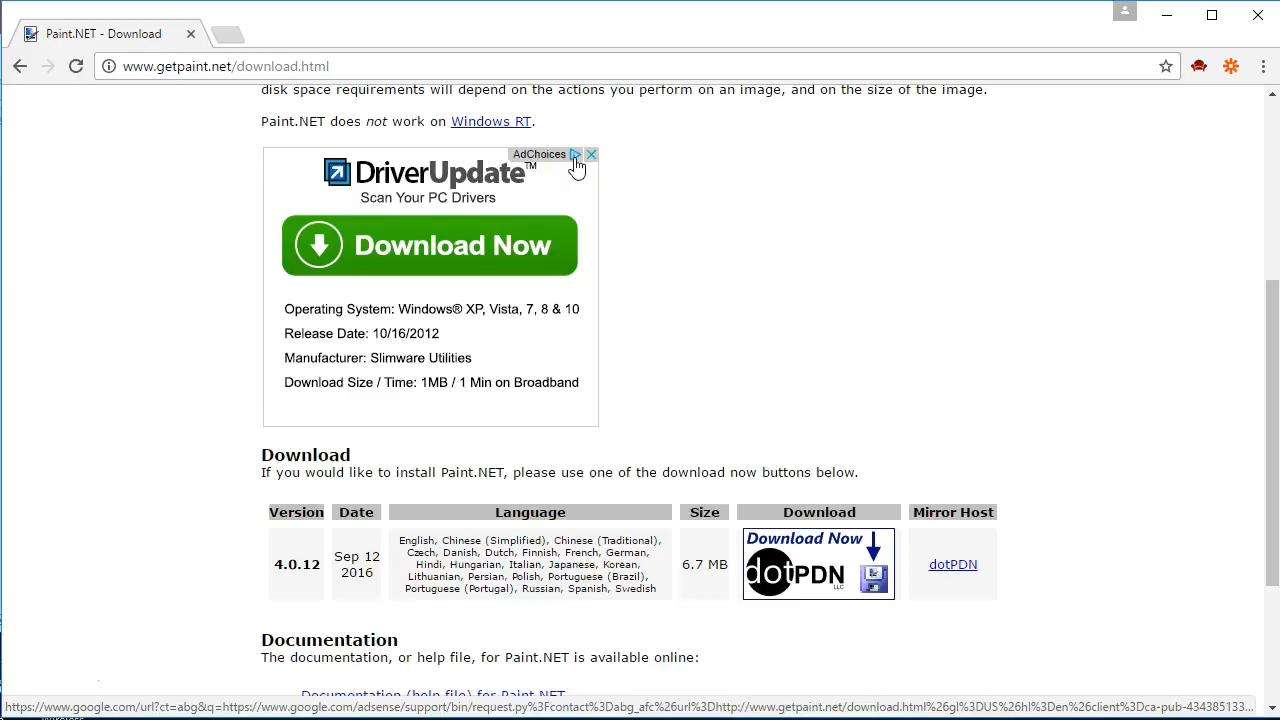 Paint.NET - Download
www.getpaint.net/download.html
disk space requirements will depend on the actions you perform on an image, and on the size of the image.
Paint.NET does not work on Windows RT.
AdChoices
DriverUpdate™
Scan Your PC Drivers
Download Now
Operating System: Windows® XP, Vista, 7, 8 & 10
Release Date: 10/16/2012
Manufacturer: Slimware Utilities
Download Size / Time: 1MB / 1 Min on Broadband
Download
If you would like to install Paint.NET, please use one of the download now buttons below.
Version Date Language Size Download Mirror Host
4.0.12
Sep 12
2016
English, Chinese (Simplified), Chinese (Traditional),
Czech, Danish, Dutch, Finnish, French, German,
Hindi, Hungarian, Italian, Japanese, Korean,
Lithuanian, Persian, Polish, Portuguese (Brazil),
Portuguese (Portugal), Russian, Spanish, Swedish
6.7 MB
Download Now
dotPDN
LLC
dotPDN
Documentation
The documentation, or help file, for Paint.NET is available online:
Documentation (help file) for Paint.NET
https://www.google.com/url?ct=abg&q=https://www.google.com/adsense/support/bin/request.py%3Fcontact%3Dabg_afc%26url%3Dhttp://www.getpaint.net/download.html%26gl%3DUS%26hl%3Den%26client%3Dca-pub-434385133...